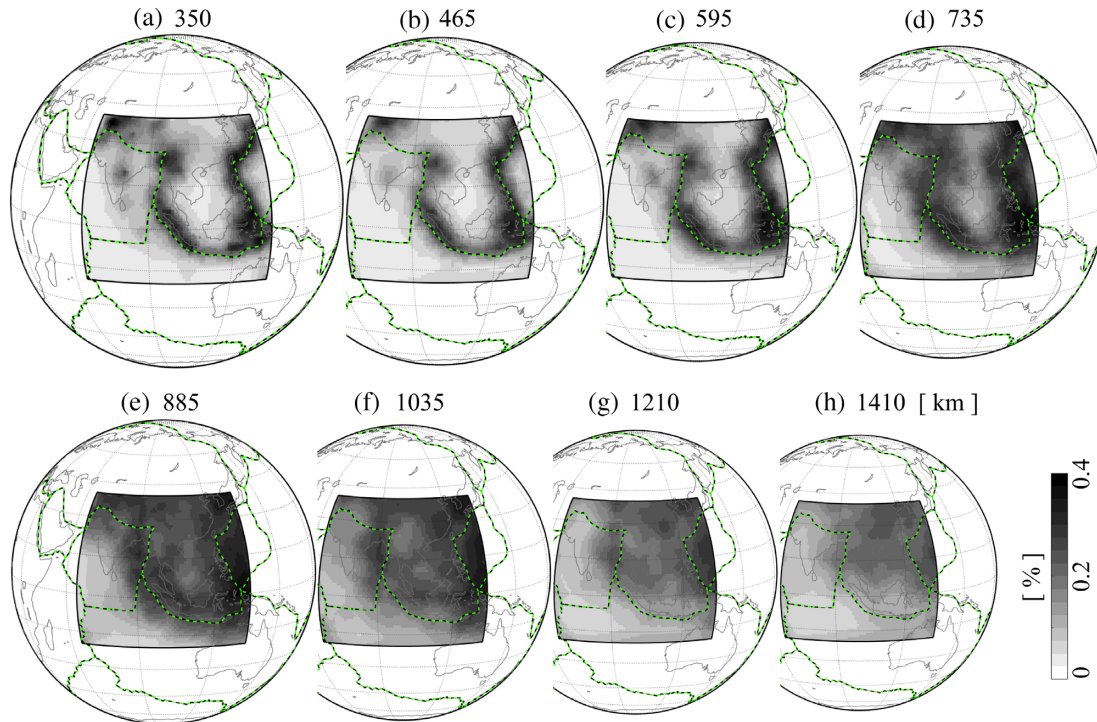 (a) 350
(b) 465
(c) 595
(d) 735
(e) 885
(f) 1035
(g) 1210
(h) 1410 [ km ]
0.4
0.2
0
[ % ]